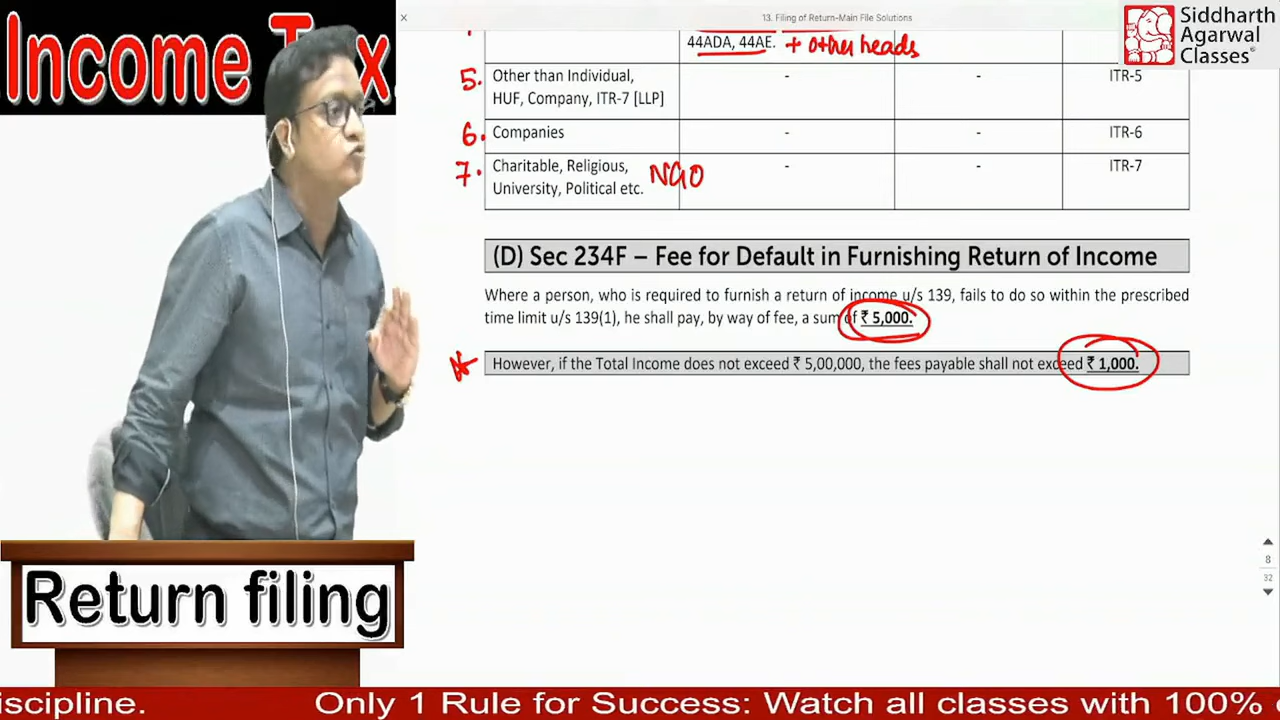 Income Tax
13. Filing of Return-Main File Solutions
Siddharth
Agarwal
Classes
44ADA, 44AE. + other heads
5. Other than Individual, - - ITR-5
HUF, Company, ITR-7 [LLP]
6. Companies - - ITR-6
7. Charitable, Religious, - - ITR-7
University, Political etc. NGO
(D) Sec 234F – Fee for Default in Furnishing Return of Income
Where a person, who is required to furnish a return of income u/s 139, fails to do so within the prescribed
time limit u/s 139(1), he shall pay, by way of fee, a sum of ₹ 5,000.
However, if the Total Income does not exceed ₹ 5,00,000, the fees payable shall not exceed ₹ 1,000.
8
32
Return filing
discipline. Only 1 Rule for Success: Watch all classes with 100%